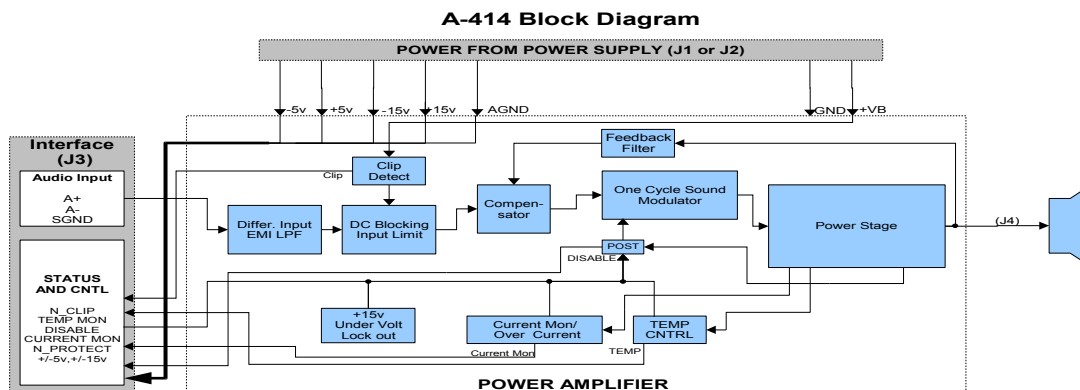 A-414 Block Diagram
POWER FROM POWER SUPPLY (J1 or J2)
-5v
+5v
-15v
+15v
AGND
GND
+VB
Interface
(J3)
Audio Input
A+
A-
SGND
Clip
Clip
Detect
Feedback
Filter
Differ. Input
EMI LPF
DC Blocking
Input Limit
Compen-
sator
One Cycle Sound
Modulator
Power Stage
(J4)
POST
DISABLE
STATUS
AND CNTL
N_CLIP
TEMP MON
DISABLE
CURRENT MON
N_PROTECT
+/-5v,+/-15v
+15v
Under Volt
Lock out
Current Mon/
Over Current
TEMP
CNTRL
Current Mon
TEMP
POWER AMPLIFIER